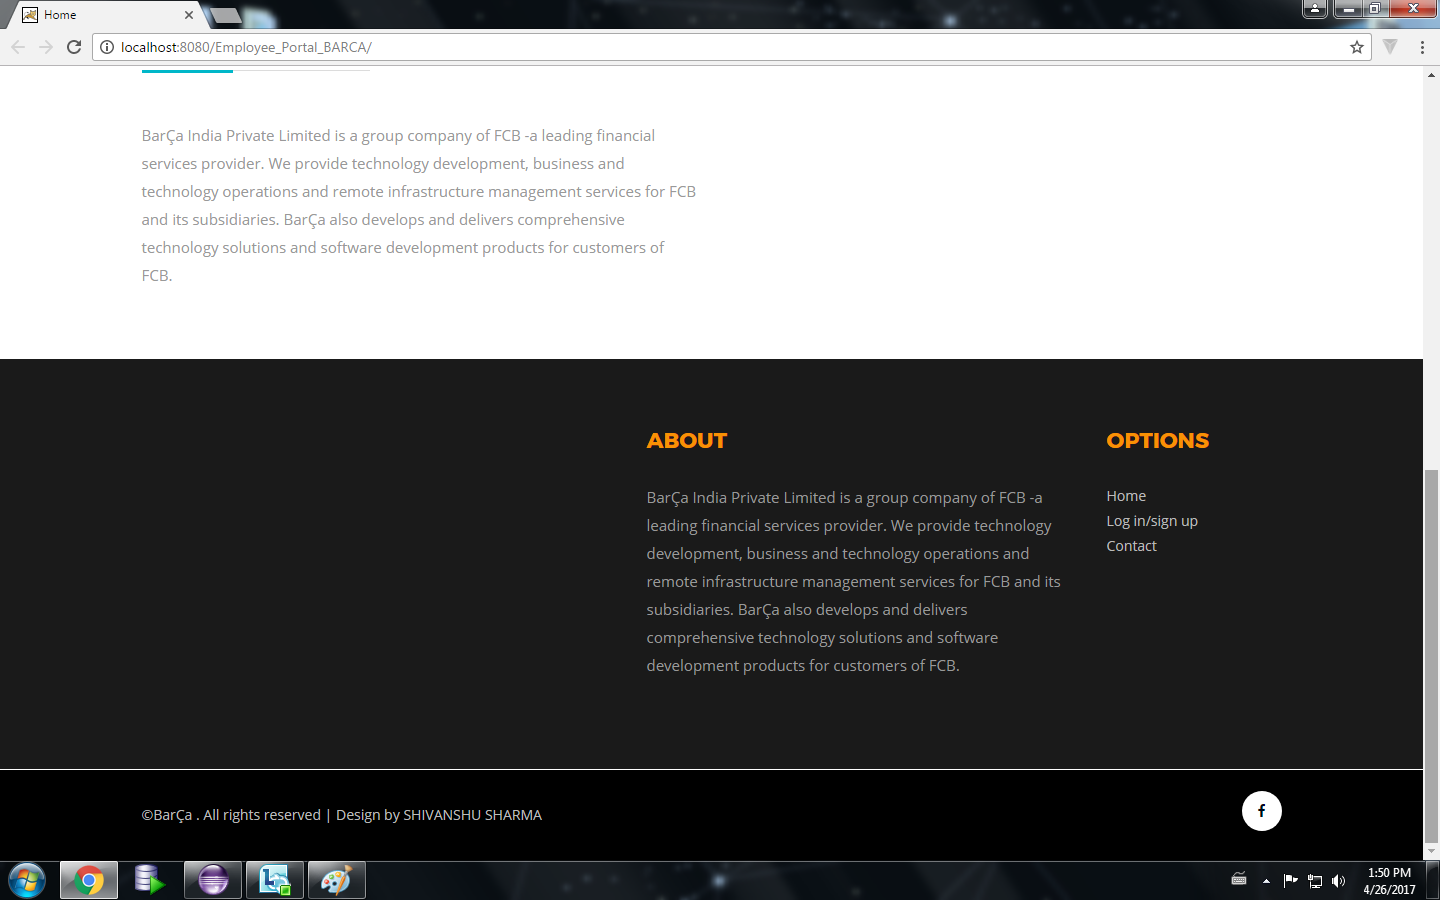 Home
localhost:8080/Employee_Portal_BARCA/
BarÇa India Private Limited is a group company of FCB -a leading financial
services provider. We provide technology development, business and
technology operations and remote infrastructure management services for FCB
and its subsidiaries. BarÇa also develops and delivers comprehensive
technology solutions and software development products for customers of
FCB.
ABOUT
BarÇa India Private Limited is a group company of FCB -a
leading financial services provider. We provide technology
development, business and technology operations and
remote infrastructure management services for FCB and its
subsidiaries. BarÇa also develops and delivers
comprehensive technology solutions and software
development products for customers of FCB.
OPTIONS
Home
Log in/sign up
Contact
©BarÇa . All rights reserved | Design by SHIVANSHU SHARMA
1:50 PM
4/26/2017